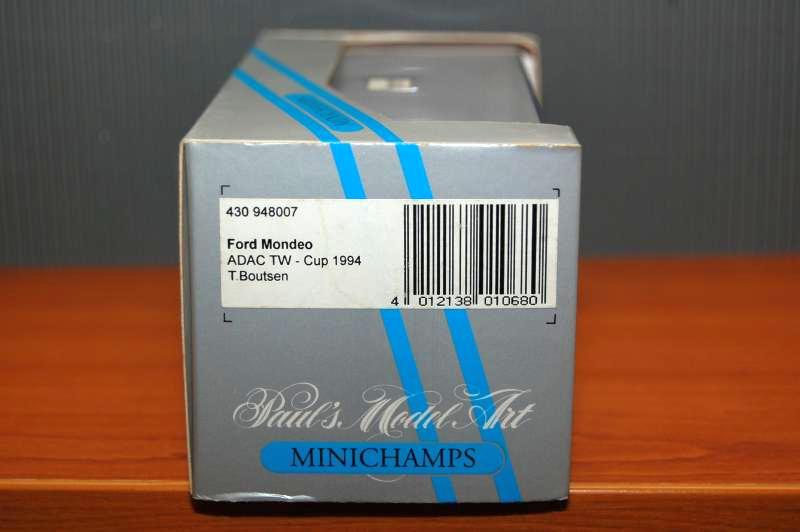 430 948007
Ford Mondeo
ADAC TW - Cup 1994
T.Boutsen
4 012138 010680
Paul's Model Art
MINICHAMPS